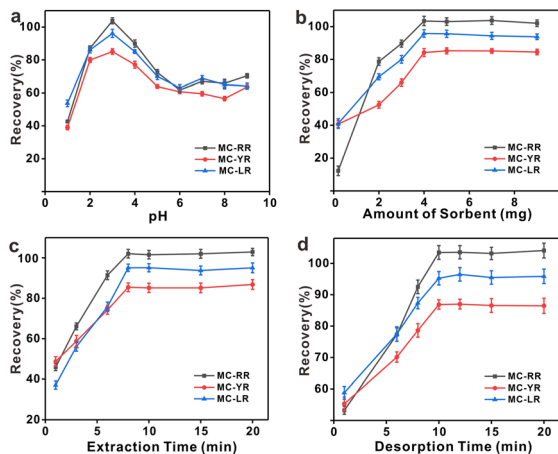 a
Recovery(%)
100
80
60
40
20
MC-RR
MC-YR
MC-LR
0 2 4 6 8 10
pH
b
Recovery(%)
100
80
60
40
20
MC-RR
MC-YR
MC-LR
0 2 4 6 8
Amount of Sorbent (mg)
c
Recovery(%)
100
80
60
40
20
MC-RR
MC-YR
MC-LR
0 5 10 15 20
Extraction Time (min)
d
Recovery(%)
110
100
90
80
70
60
MC-RR
MC-YR
MC-LR
0 5 10 15 20
Desorption Time (min)